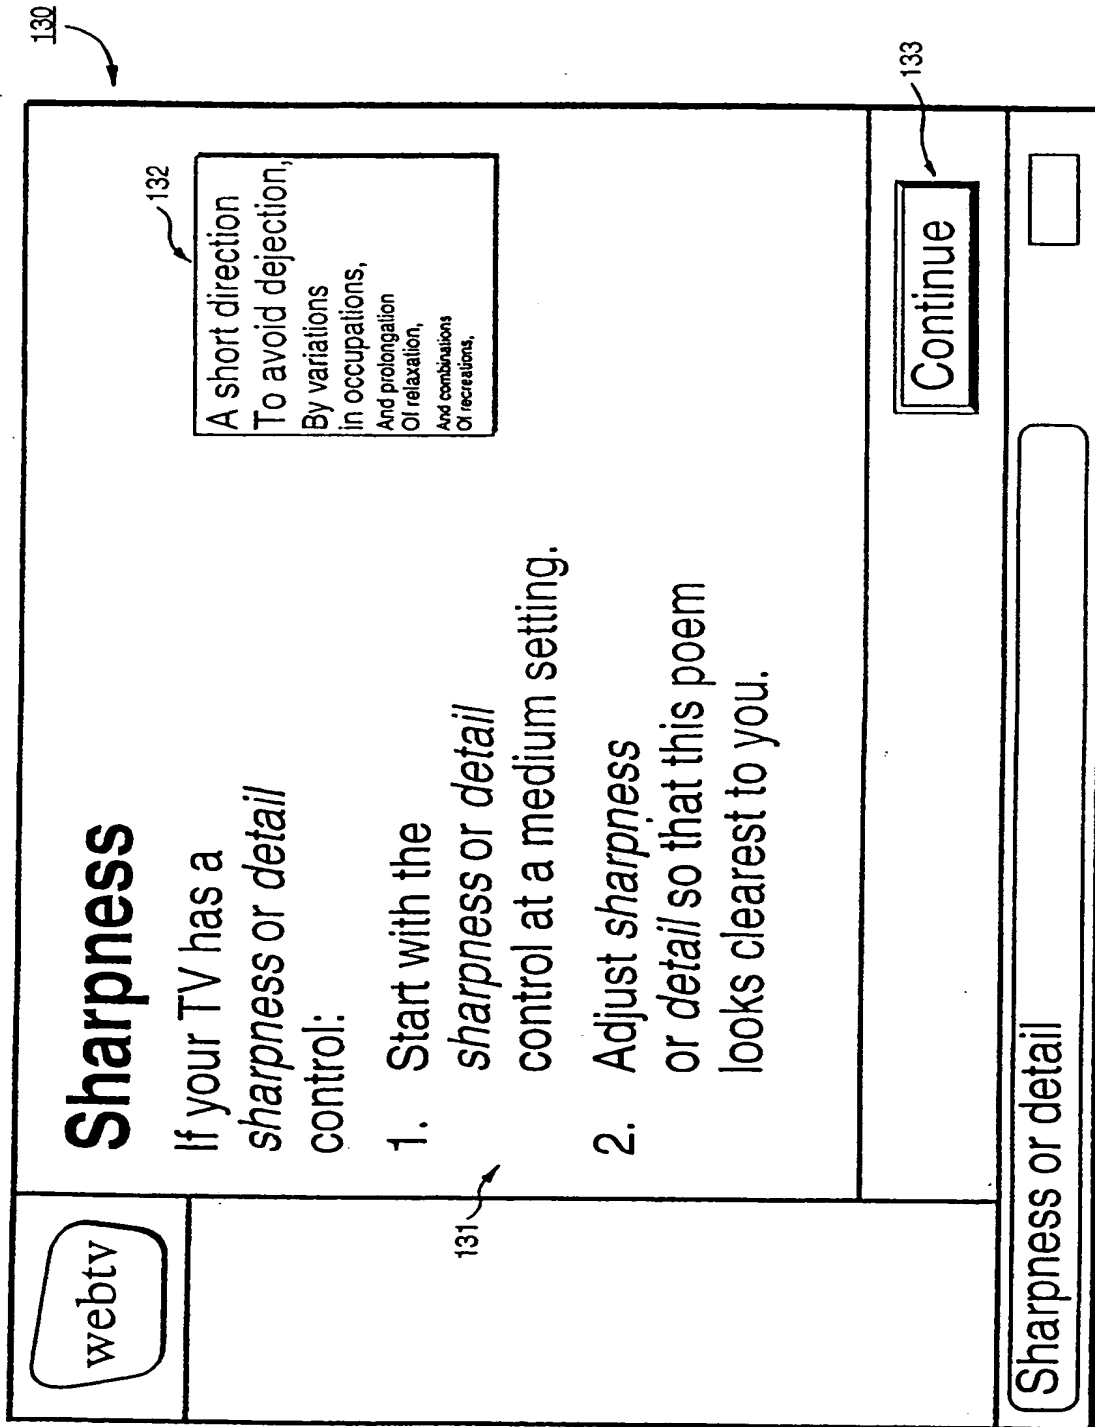 130
webtv
Sharpness
If your TV has a
sharpness or detail
control:
1. Start with the
sharpness or detail
control at a medium setting.
2. Adjust sharpness
or detail so that this poem
looks clearest to you.
131
132
A short direction
To avoid dejection,
By variations
in occupations,
And prolongation
Of relaxation,
And combinations
Of recreations,
Continue
133
Sharpness or detail